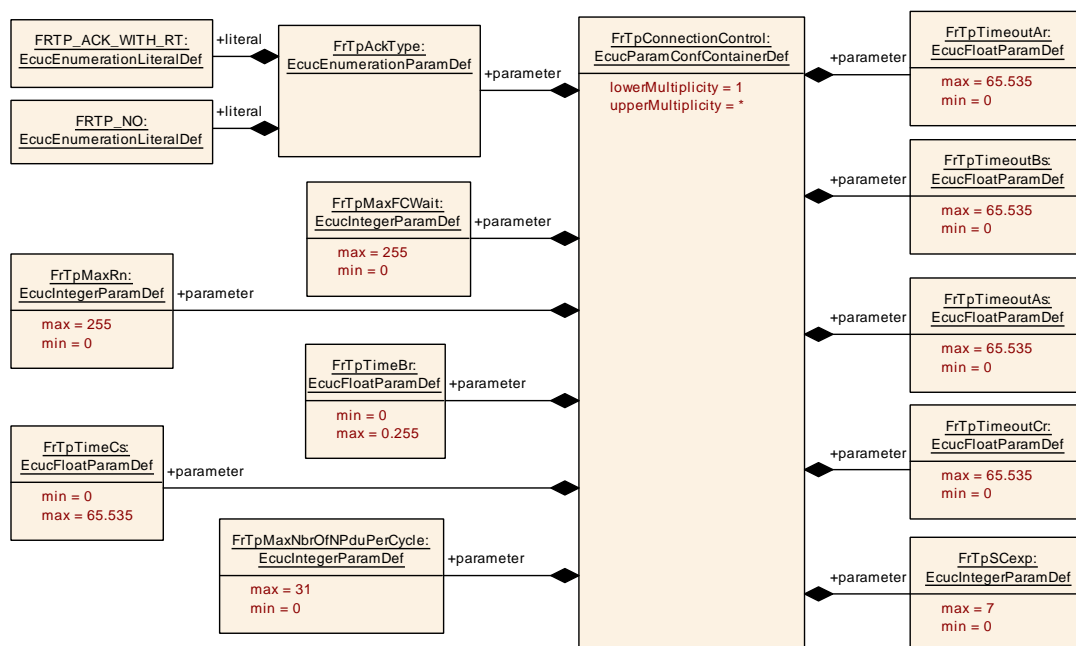 FRTP_ACK_WITH_RT:
EcucEnumerationLiteralDef
+literal
FrTpAckType:
EcucEnumerationParamDef
+parameter
FRTP_NO:
EcucEnumerationLiteralDef
+literal
FrTpMaxFCWait:
EcucIntegerParamDef
max = 255
min = 0
+parameter
FrTpMaxRn:
EcucIntegerParamDef
max = 255
min = 0
+parameter
FrTpTimeBr:
EcucFloatParamDef
min = 0
max = 0.255
+parameter
FrTpTimeCs:
EcucFloatParamDef
min = 0
max = 65.535
+parameter
FrTpMaxNbrOfNPduPerCycle:
EcucIntegerParamDef
max = 31
min = 0
+parameter
FrTpConnectionControl:
EcucParamConfContainerDef
lowerMultiplicity = 1
upperMultiplicity = *
+parameter
FrTpTimeoutAr:
EcucFloatParamDef
max = 65.535
min = 0
+parameter
FrTpTimeoutBs:
EcucFloatParamDef
max = 65.535
min = 0
+parameter
FrTpTimeoutAs:
EcucFloatParamDef
max = 65.535
min = 0
+parameter
FrTpTimeoutCr:
EcucFloatParamDef
max = 65.535
min = 0
+parameter
FrTpSCexp:
EcucIntegerParamDef
max = 7
min = 0